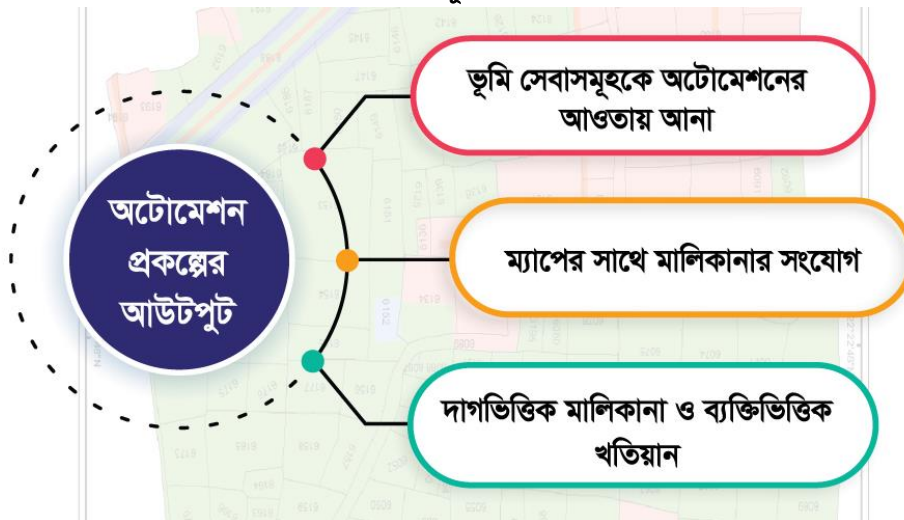 অটোমেশন
প্রকল্পের
আউটপুট
ভূমি সেবাসমূহকে অটোমেশনের
আওতায় আনা
ম্যাপের সাথে মালিকানার সংযোগ
দাগভিত্তিক মালিকানা ও ব্যক্তিভিত্তিক
খতিয়ান